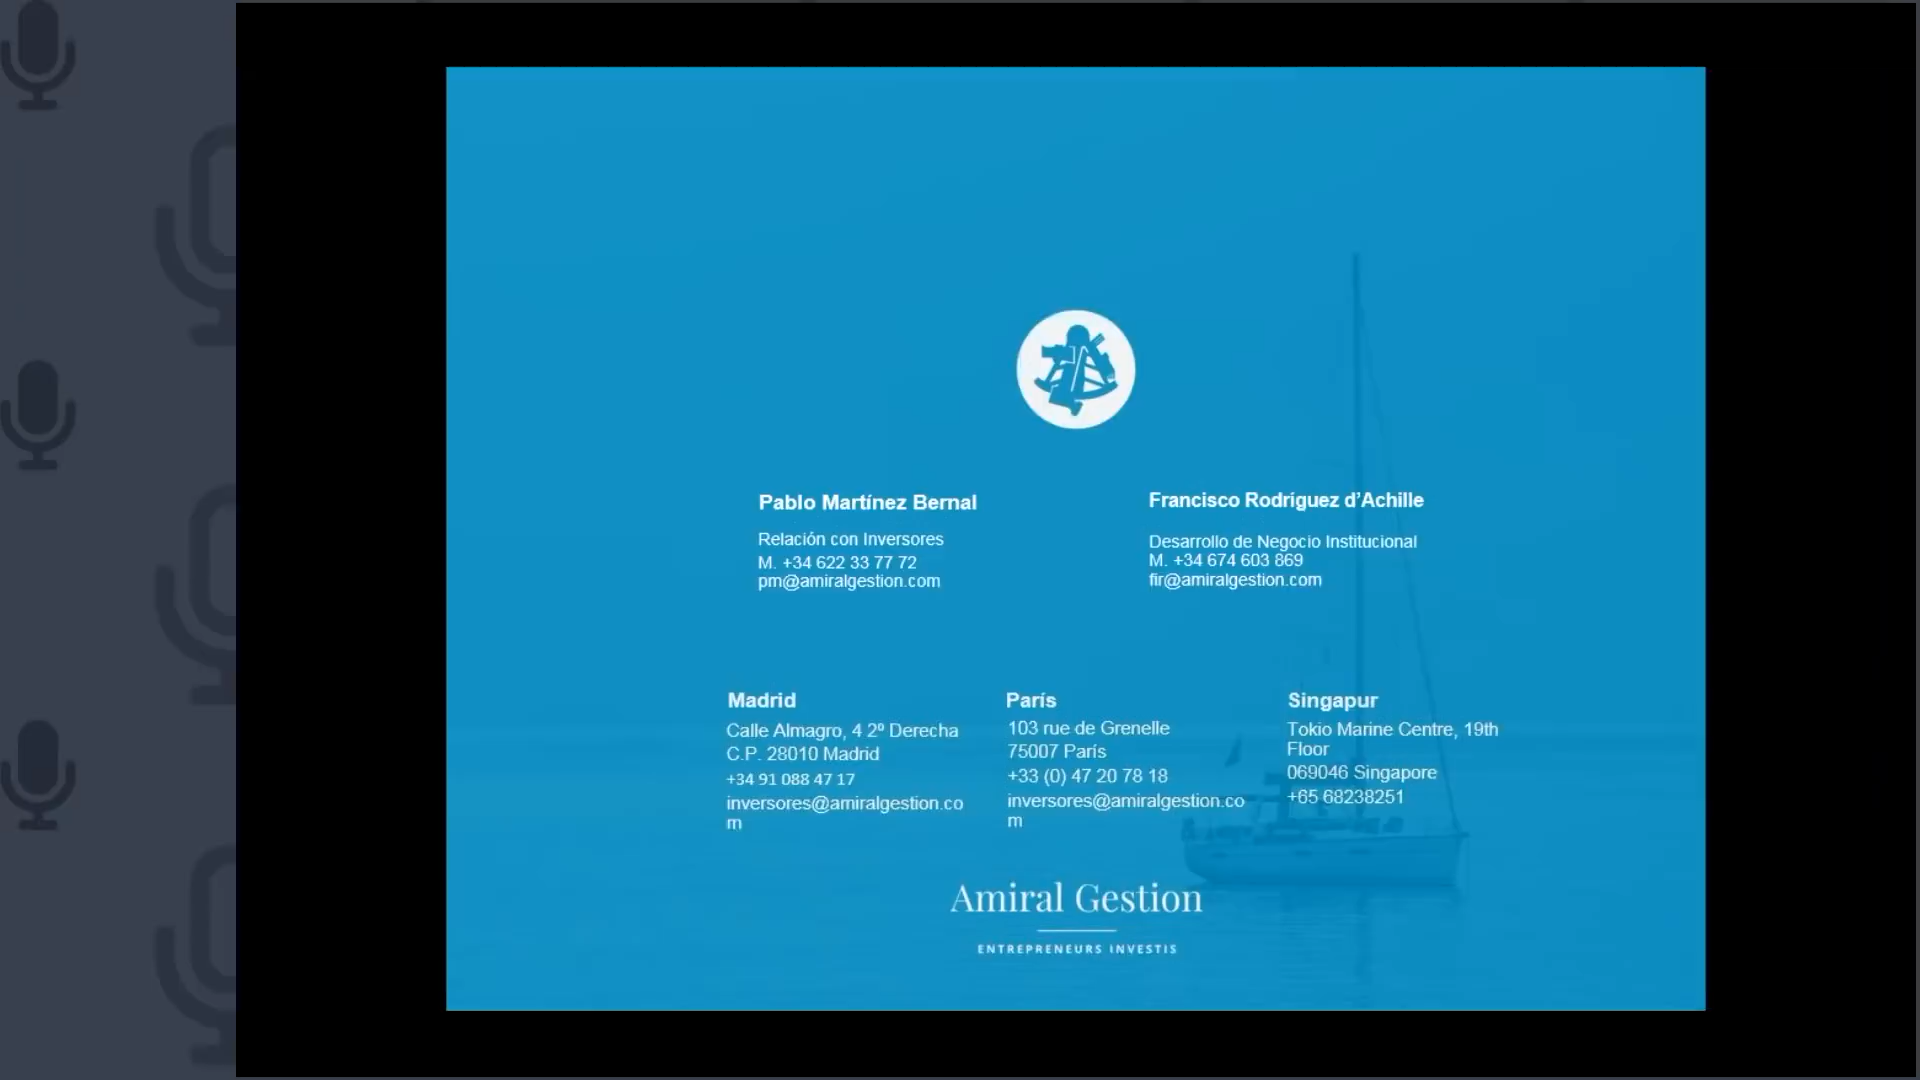 Pablo Martínez Bernal
Relación con Inversores
M. +34 622 33 77 72
pm@amiralgestion.com
Francisco Rodríguez d’Achille
Desarrollo de Negocio Institucional
M. +34 674 603 869
fir@amiralgestion.com
Madrid
Calle Almagro, 4 2º Derecha
C.P. 28010 Madrid
+34 91 088 47 17
inversores@amiralgestion.co
m
París
103 rue de Grenelle
75007 París
+33 (0) 47 20 78 18
inversores@amiralgestion.co
m
Singapur
Tokio Marine Centre, 19th
Floor
069046 Singapore
+65 68238251
Amiral Gestion
ENTREPRENEURS INVESTIS